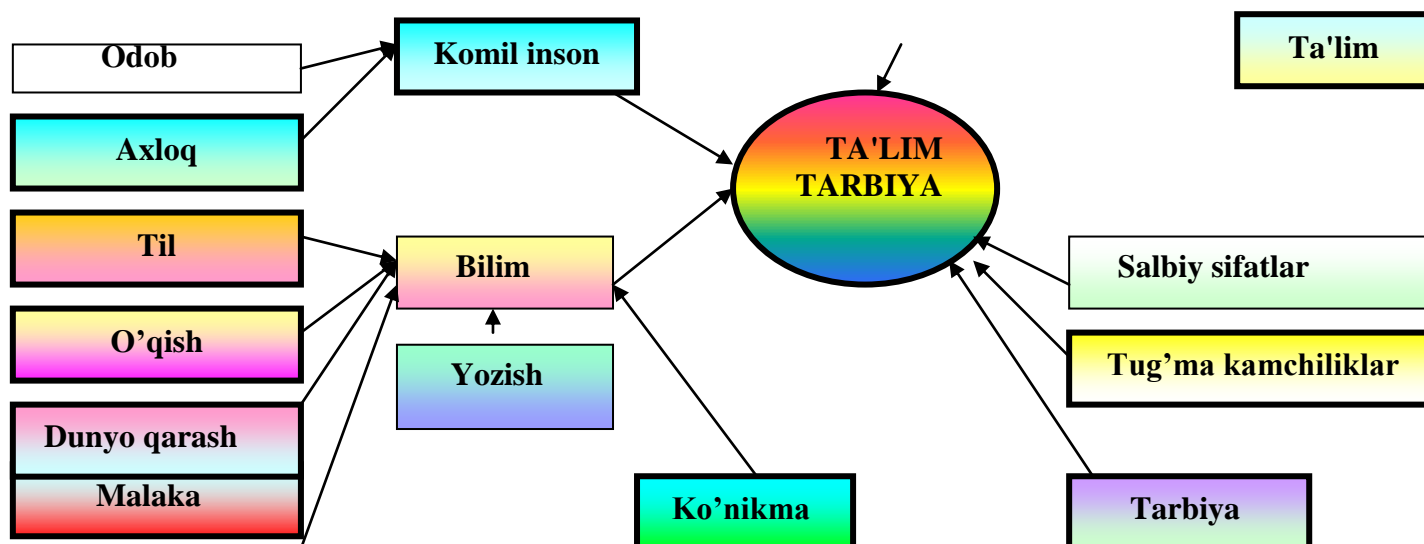 Odob
Komil inson
Ta'lim
Axloq
TA'LIM
TARBIYA
Til
Bilim
Salbiy sifatlar
O’qish
Yozish
Tug’ma kamchiliklar
Dunyo qarash
Malaka
Ko’nikma
Tarbiya